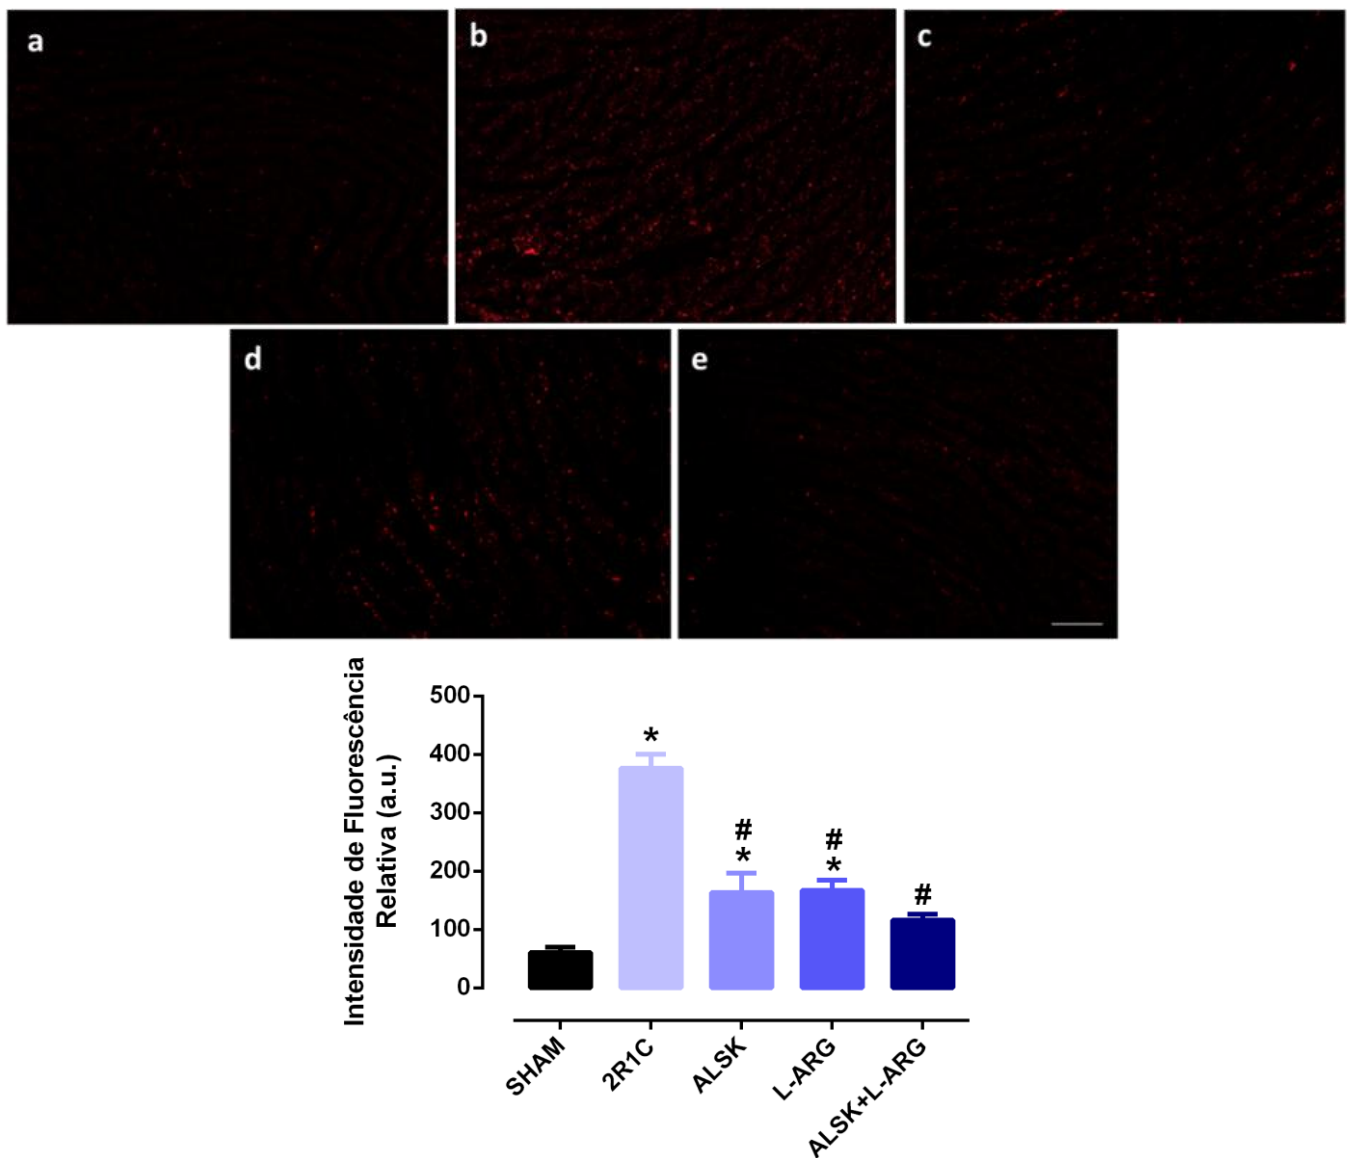 a
b
c
d
e
Intensidade de Fluorescência
Relativa (a.u.)
500
400
300
200
100
0
*
#
*
#
*
#
SHAM
2R1C
ALSK
L-ARG
ALSK+L-ARG